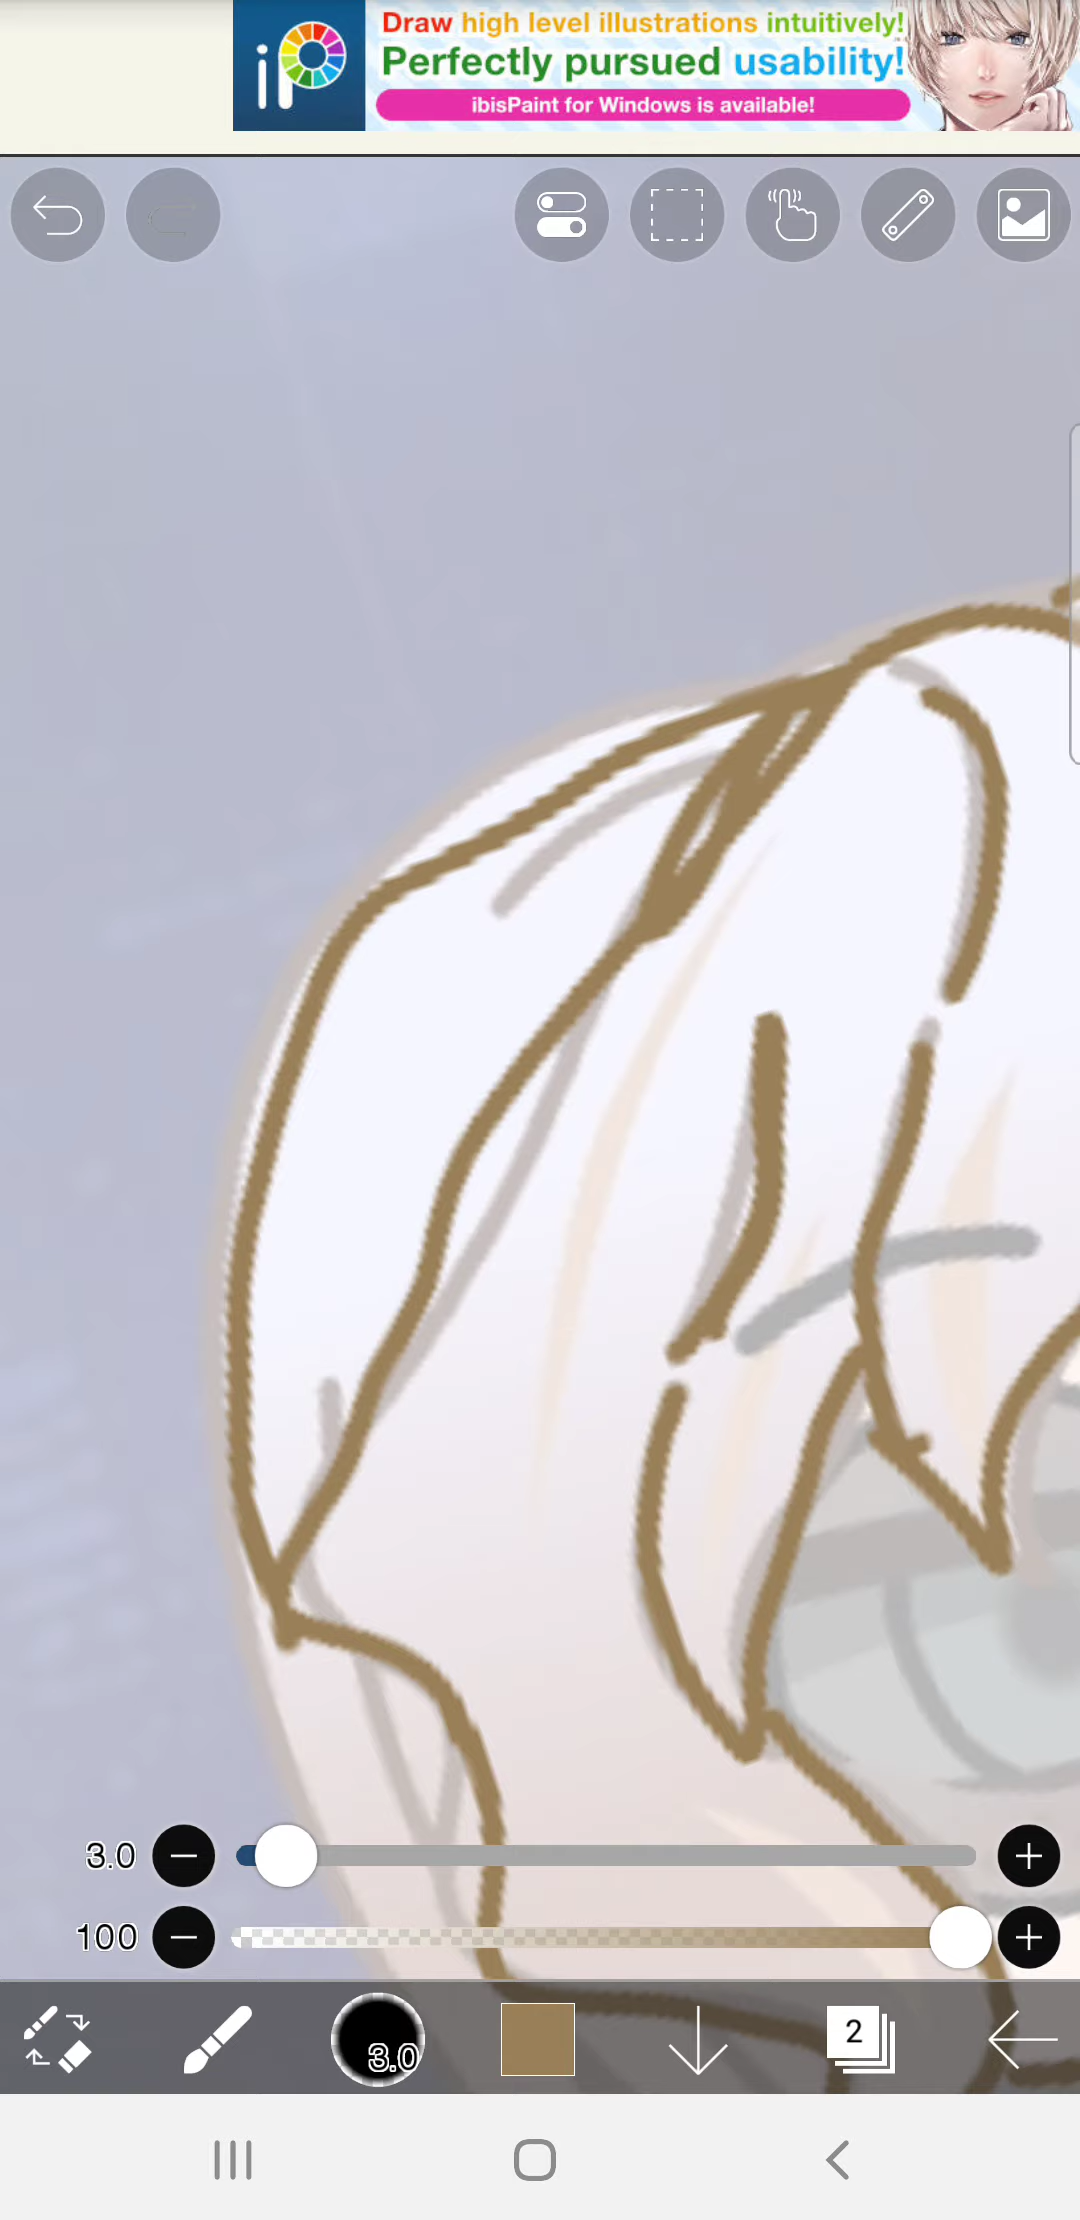 iP
Draw high level illustrations intuitively!
Perfectly pursued usability!
ibisPaint for Windows is available!
3.0
100
3.0
2